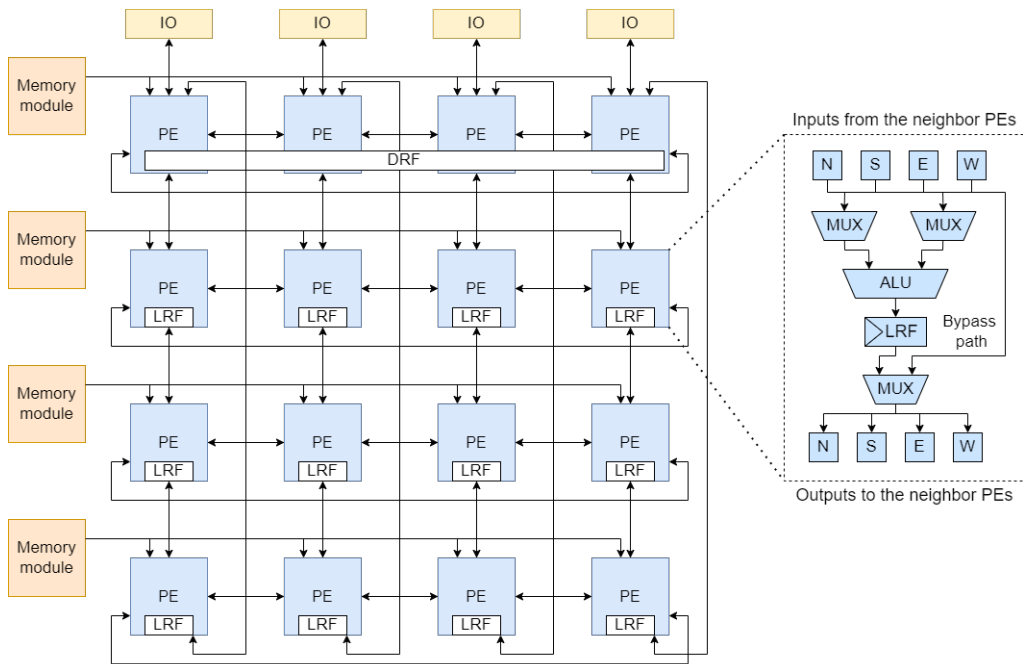 IO
IO
IO
IO
Memory
module
PE
PE
PE
PE
DRF
Memory
module
PE
PE
PE
PE
LRF
LRF
LRF
LRF
Memory
module
PE
PE
PE
PE
LRF
LRF
LRF
LRF
Memory
module
PE
PE
PE
PE
LRF
LRF
LRF
LRF
Inputs from the neighbor PEs
N
S
E
W
MUX
MUX
ALU
LRF
Bypass
path
MUX
N
S
E
W
Outputs to the neighbor PEs